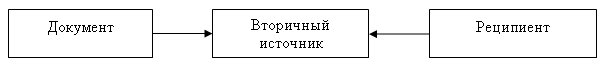 Документ
Вторичный
источник
Реципиент